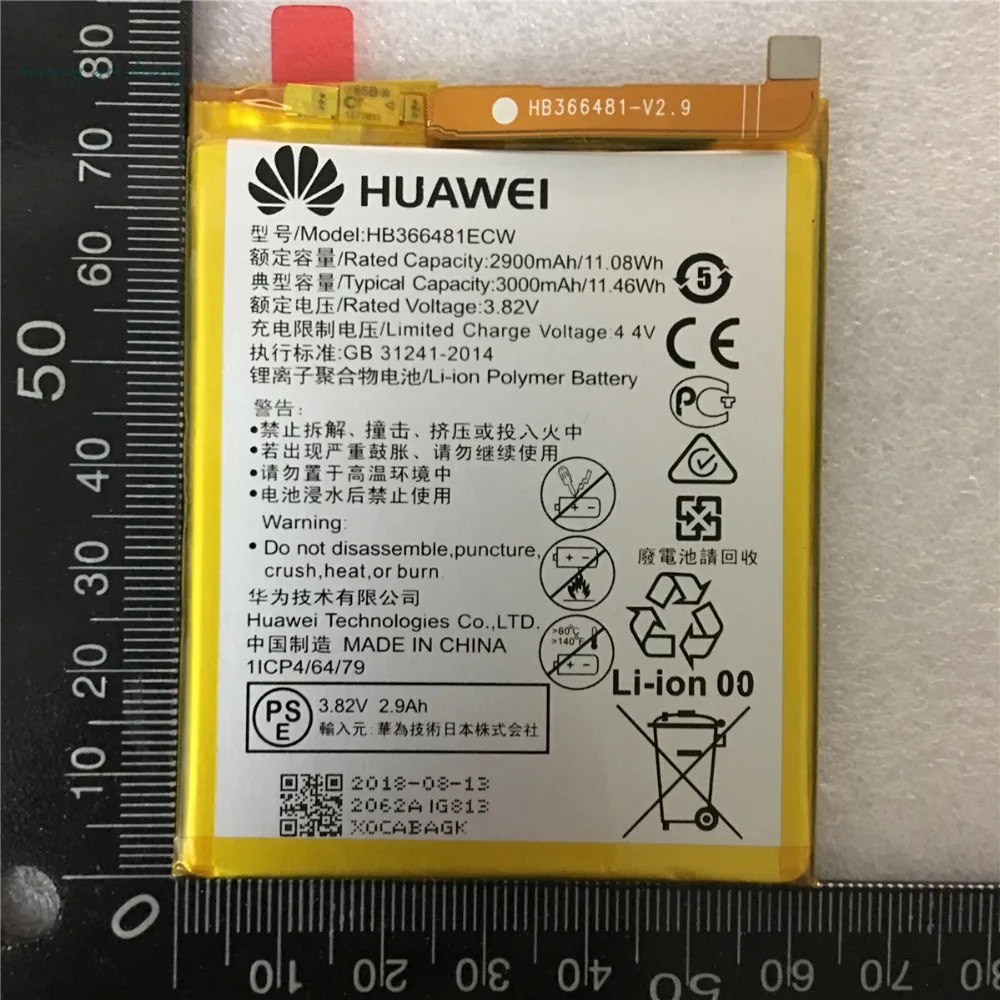 HB366481-V2.9
HUAWEI
型号/Model:HB366481ECW
额定容量/Rated Capacity:2900mAh/11.08Wh
典型容量/Typical Capacity:3000mAh/11.46Wh
额定电压/Rated Voltage:3.82V
充电限制电压/Limited Charge Voltage:4 4V
执行标准:GB 31241-2014
锂离子聚合物电池/Li-ion Polymer Battery
5
CE
警告:
•禁止拆解、撞击、挤压或投入火中
•若出现严重鼓胀、请勿继续使用
•请勿置于高温环境中
•电池浸水后禁止使用
Warning:
• Do not disassemble,puncture,
crush,heat,or burn
华为技术有限公司
Huawei Technologies Co.,LTD.
中国制造 MADE IN CHINA
1ICP4/64/79
>60℃
>140°F
廢電池請回收
Li-ion 00
PSE
3.82V 2.9Ah
輸入元:華為技術日本株式会社
2018-08-13
2062AIG813
X0CABAGK
80
70
60
50
40
30
20
10
0
10
20
30
40
50
60
70
80